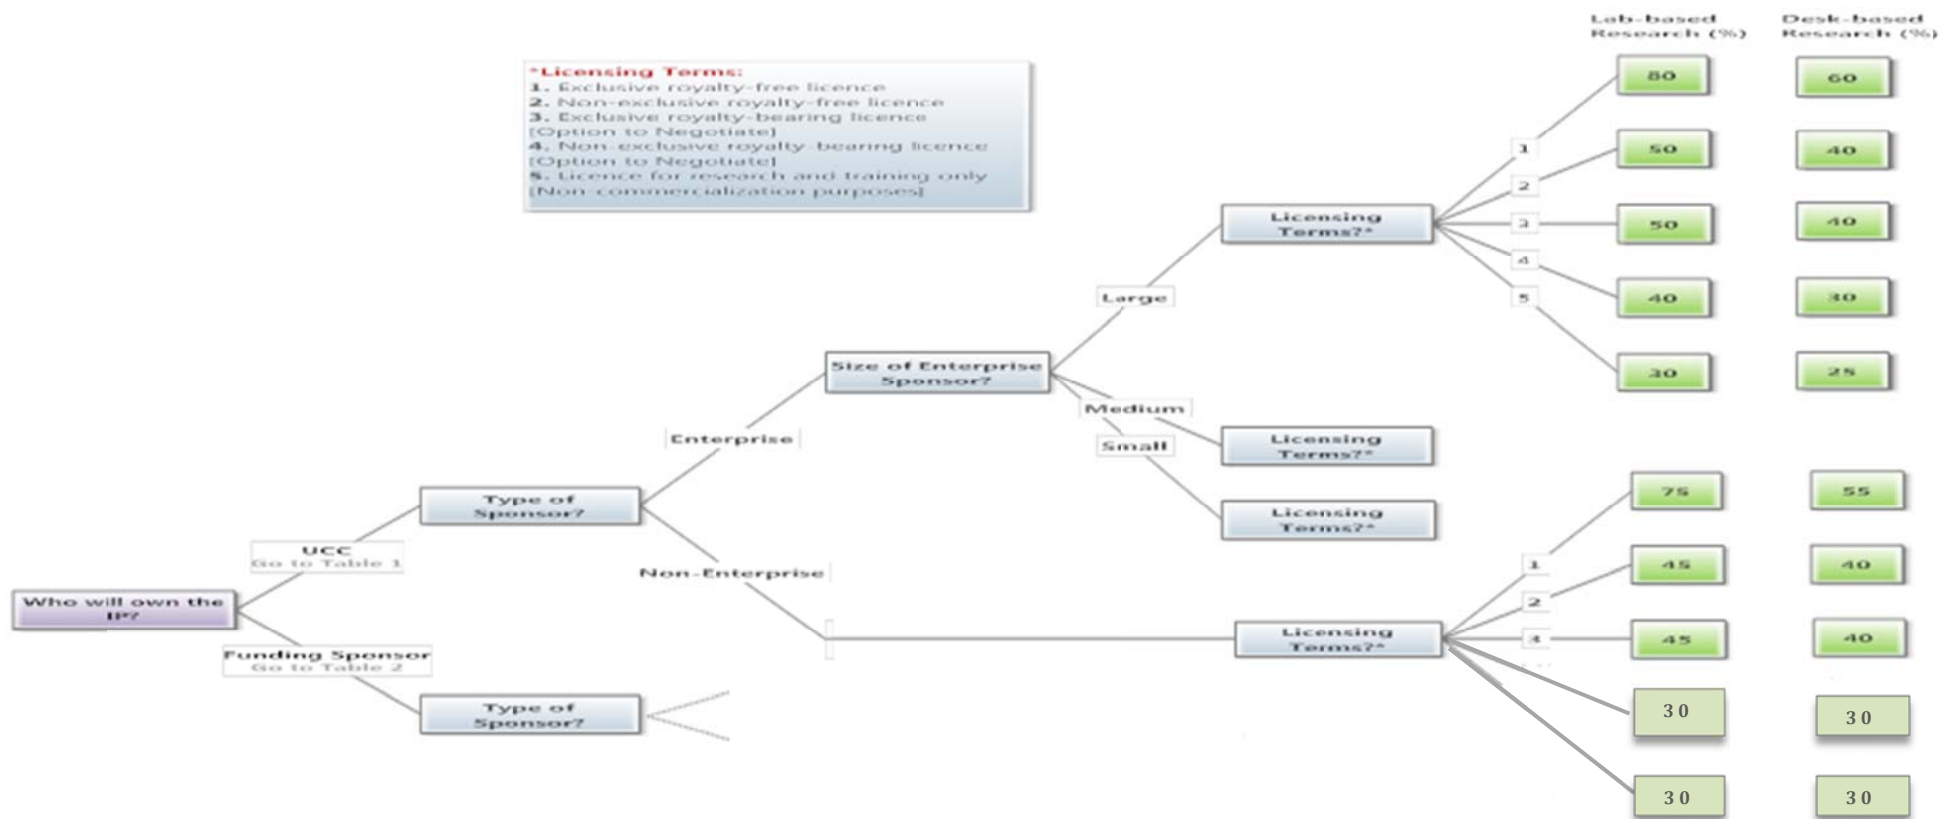 Lab-based
Research (%)
Desk-based
Research (%)
*Licensing Terms:
1. Exclusive royalty-free licence
2. Non-exclusive royalty-free licence
3. Exclusive royalty-bearing licence
[Option to Negotiate]
4. Non-exclusive royalty-bearing licence
[Option to Negotiate]
5. Licence for research and training only
[Non-commercialization purposes]
80
60
1
50
40
2
Licensing
Terms?*
3
50
40
4
40
30
5
Large
30
25
Size of Enterprise
Sponsor?
Medium
Enterprise
Small
Licensing
Terms?*
Type of
Sponsor?
Licensing
Terms?*
75
55
UCC
Go to Table 1
Non-Enterprise
1
45
40
Who will own the
IP?
2
Licensing
Terms?*
3
45
40
Funding Sponsor
Go to Table 2
Type of
Sponsor?
30
30
30
30